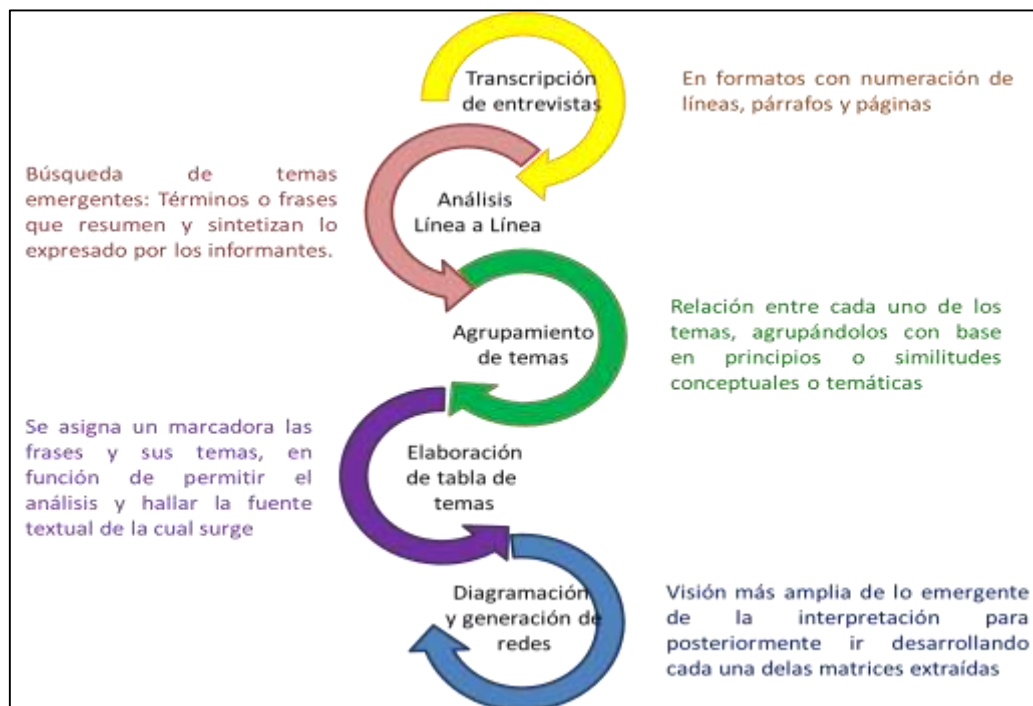 Transcripción
de entrevistas
En formatos con numeración de
líneas, párrafos y páginas
Búsqueda de temas
emergentes: Términos o frases
que resumen y sintetizan lo
expresado por los informantes.
Análisis
Línea a Línea
Agrupamiento
de temas
Relación entre cada uno de los
temas, agrupándolos con base
en principios o similitudes
conceptuales o temáticas
Se asigna un marcadora las
frases y sus temas, en
función de permitir el
análisis y hallar la fuente
textual de la cual surge
Elaboración
de tabla de
temas
Diagramación
y generación de
redes
Visión más amplia de lo emergente
de la interpretación para
posteriormente ir desarrollando
cada una delas matrices extraídas